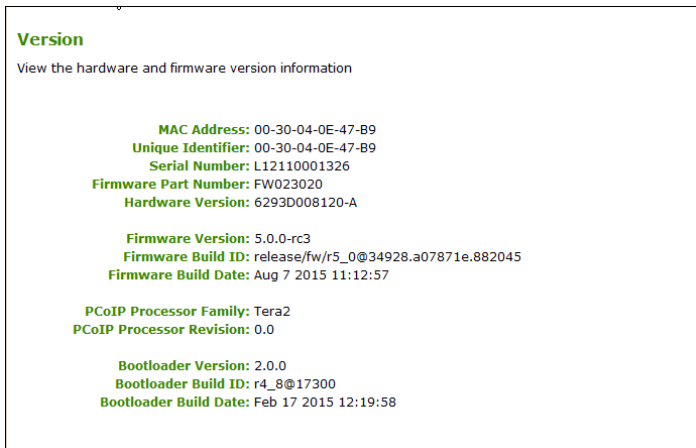 Version
View the hardware and firmware version information
MAC Address: 00-30-04-0E-47-B9
Unique Identifier: 00-30-04-0E-47-B9
Serial Number: L12110001326
Firmware Part Number: FW023020
Hardware Version: 6293D008120-A
Firmware Version: 5.0.0-rc3
Firmware Build ID: release/fw/r5_0@34928.a07871e.882045
Firmware Build Date: Aug 7 2015 11:12:57
PCoIP Processor Family: Tera2
PCoIP Processor Revision: 0.0
Bootloader Version: 2.0.0
Bootloader Build ID: r4_8@17300
Bootloader Build Date: Feb 17 2015 12:19:58